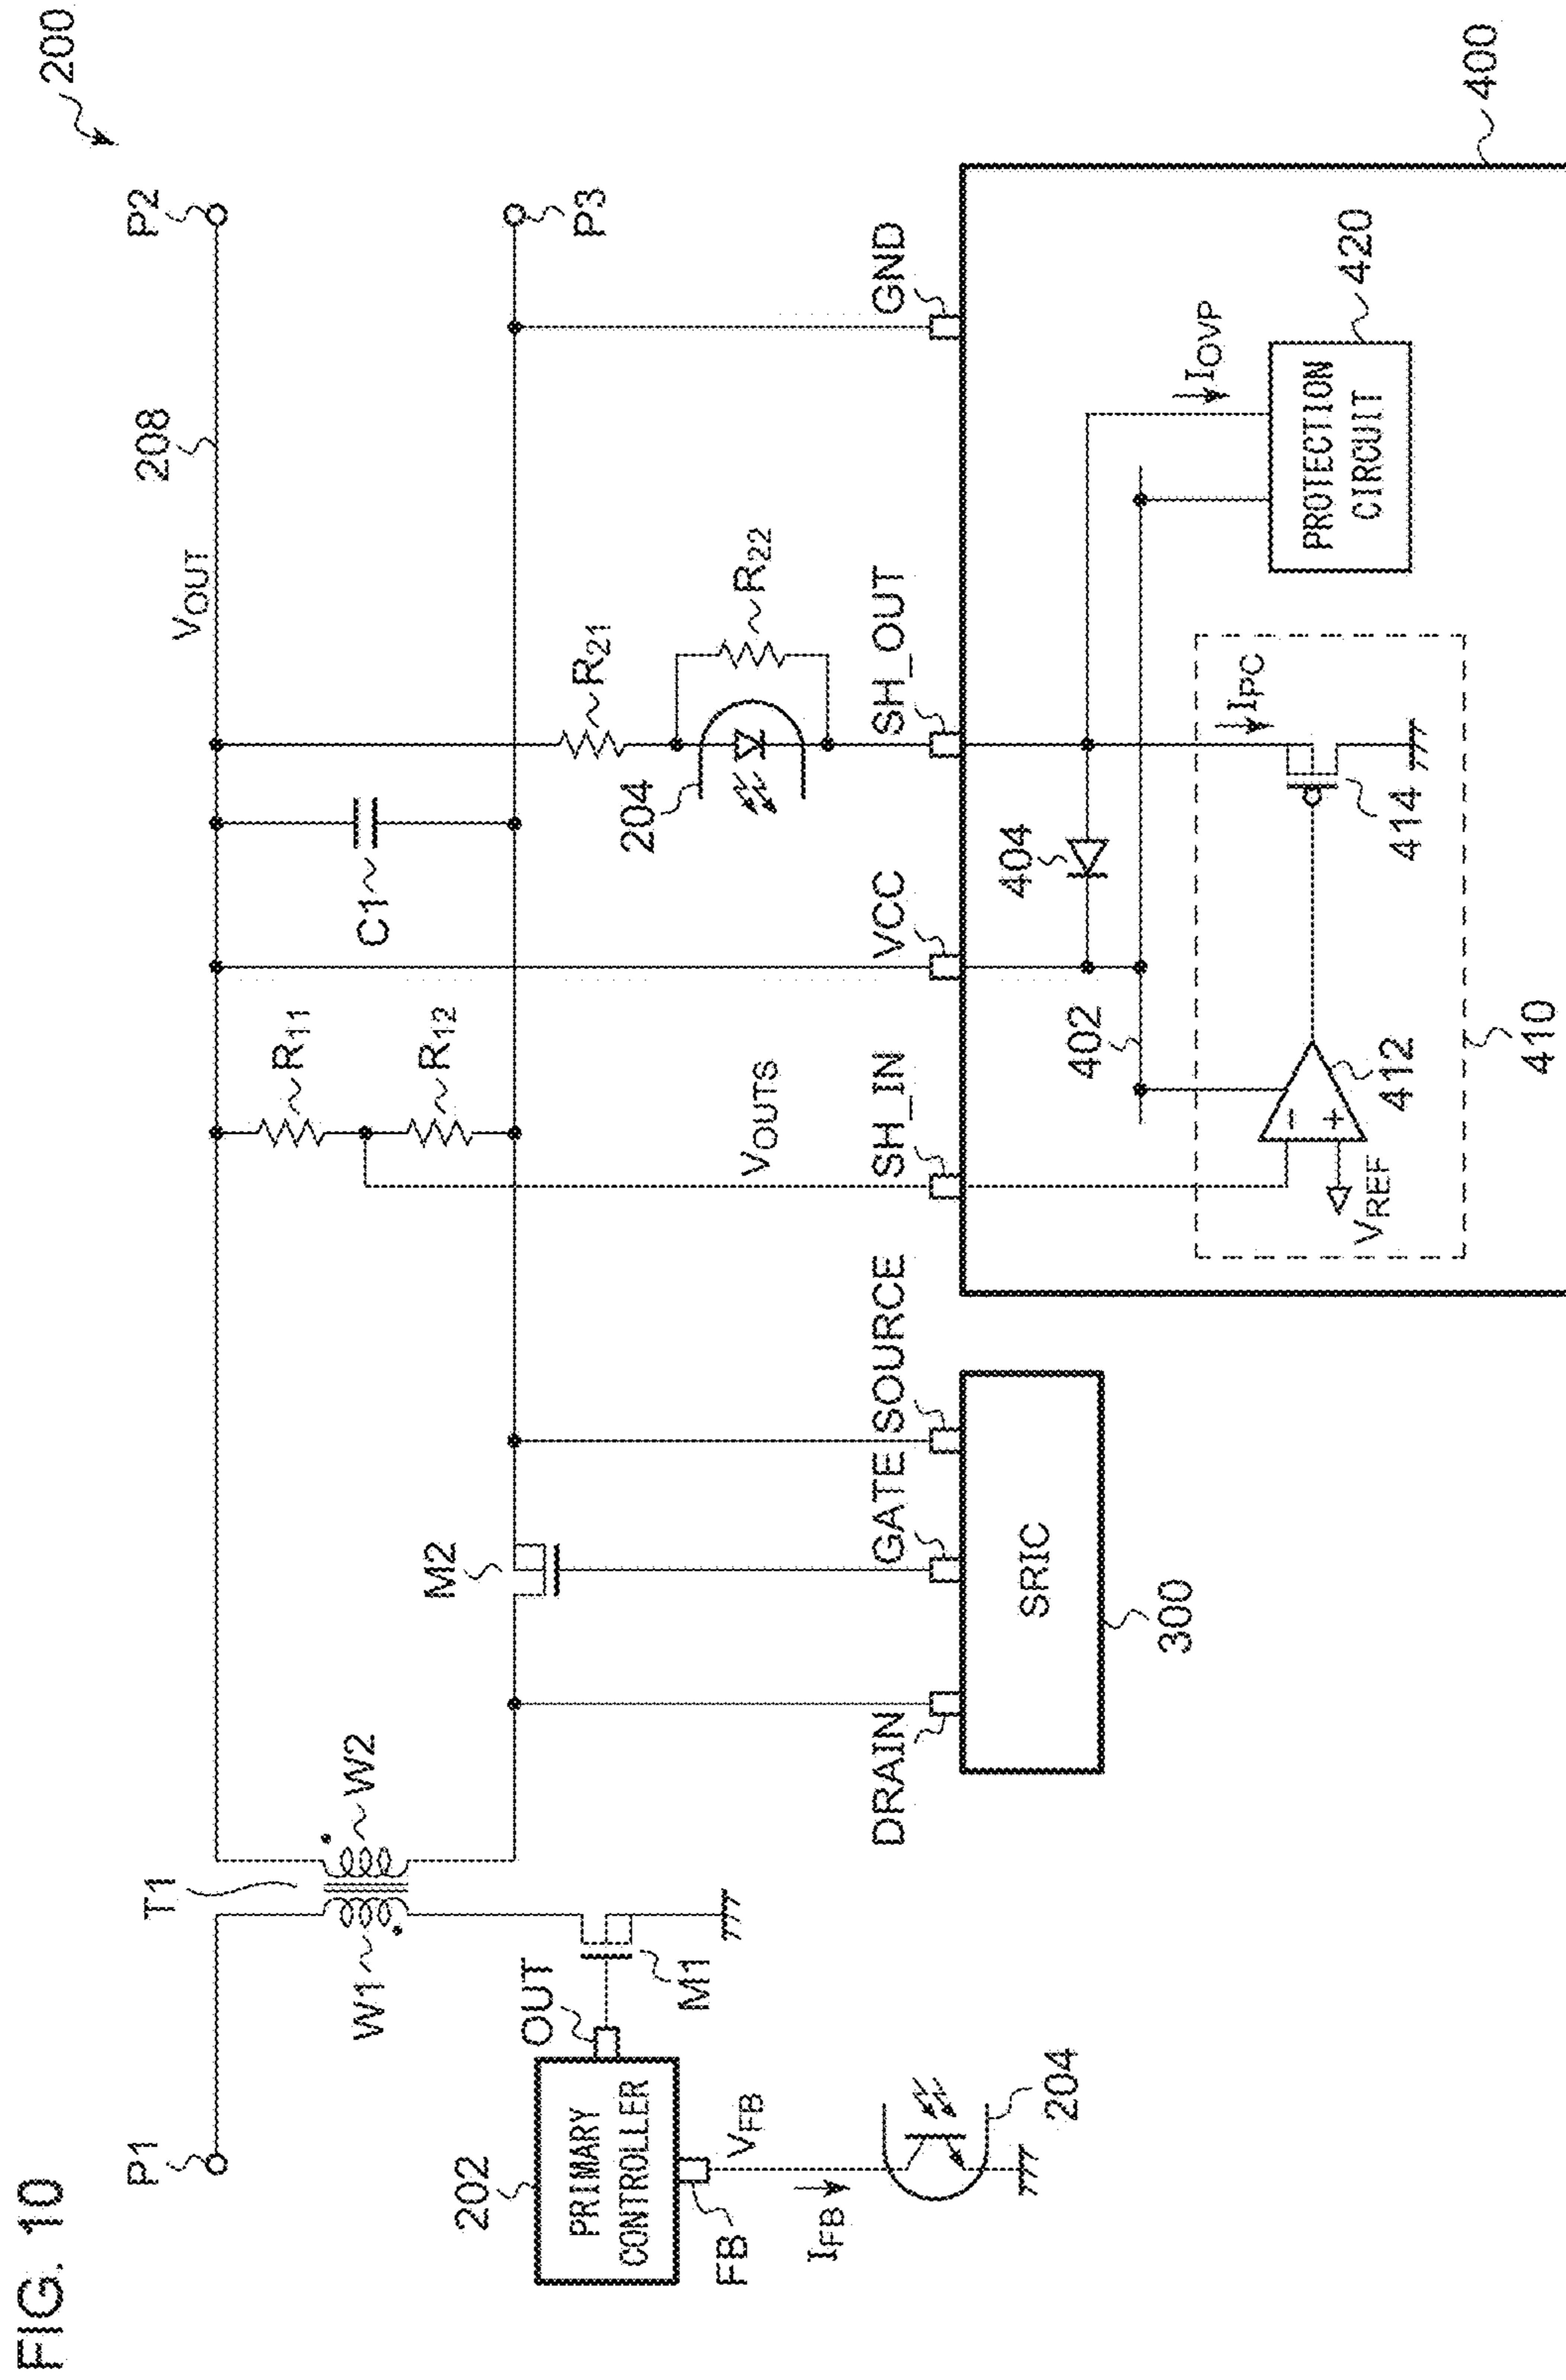 FIG. 10
200
P1
T1
W1
W2
208
VOUT
P2
P3
202
PRIMARY
CONTROLLER
OUT
M1
FB
VFB
IFB
204
M2
R11
R12
C1
R21
R22
204
VOUTS
DRAIN
GATE
SOURCE
SH_IN
VCC
SH_OUT
GND
SRIC
300
400
402
404
IPC
IOVP
412
-
+
VREF
414
410
PROTECTION
CIRCUIT
420